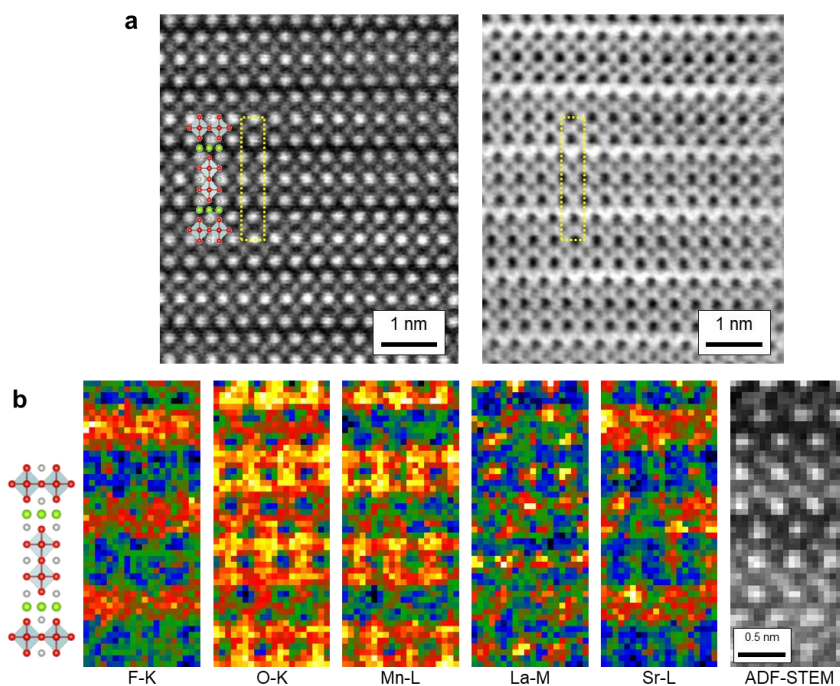 a
1 nm
1 nm
b
0.5 nm
F-K
O-K
Mn-L
La-M
Sr-L
ADF-STEM